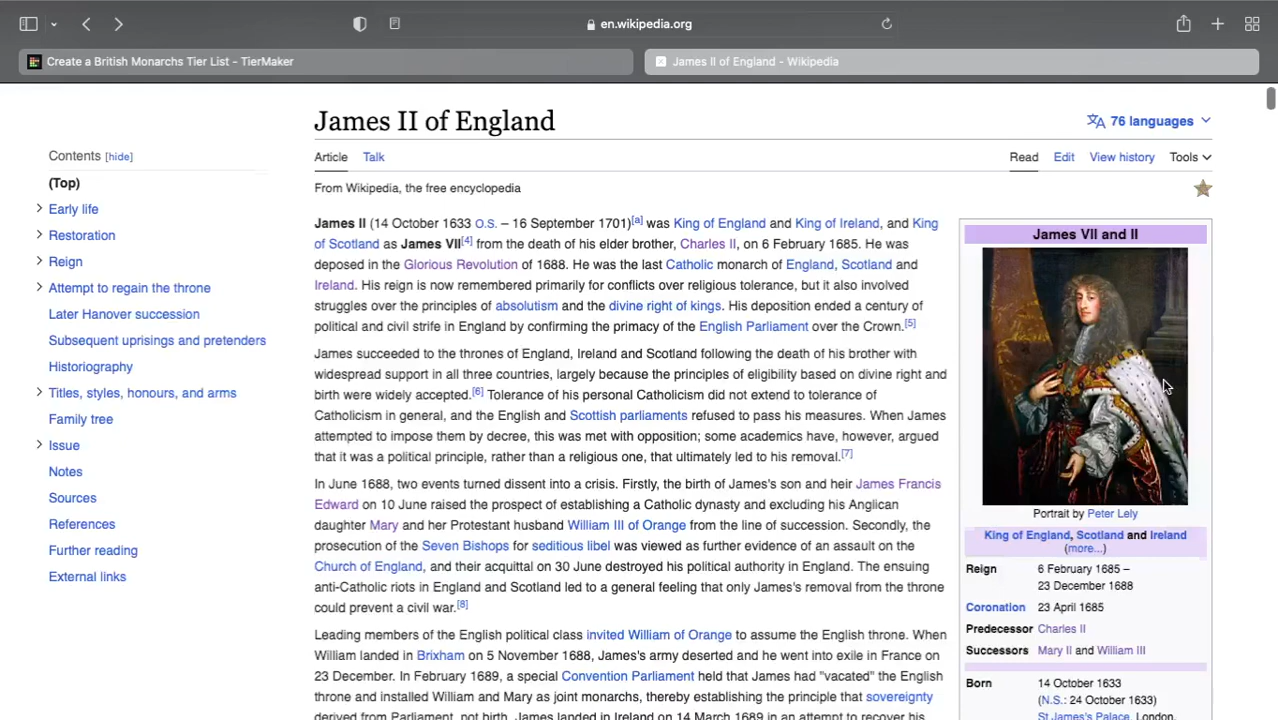 en.wikipedia.org
Create a British Monarchs Tier List - TierMaker
James II of England - Wikipedia
James II of England
76 languages
Contents [hide]
(Top)
Early life
Restoration
Reign
Attempt to regain the throne
Later Hanover succession
Subsequent uprisings and pretenders
Historiography
Titles, styles, honours, and arms
Family tree
Issue
Notes
Sources
References
Further reading
External links
Article Talk
Read Edit View history Tools
From Wikipedia, the free encyclopedia
James II (14 October 1633 O.S. – 16 September 1701)[a] was King of England and King of Ireland, and King
of Scotland as James VII[4] from the death of his elder brother, Charles II, on 6 February 1685. He was
deposed in the Glorious Revolution of 1688. He was the last Catholic monarch of England, Scotland and
Ireland. His reign is now remembered primarily for conflicts over religious tolerance, but it also involved
struggles over the principles of absolutism and the divine right of kings. His deposition ended a century of
political and civil strife in England by confirming the primacy of the English Parliament over the Crown.[5]
James succeeded to the thrones of England, Ireland and Scotland following the death of his brother with
widespread support in all three countries, largely because the principles of eligibility based on divine right and
birth were widely accepted.[6] Tolerance of his personal Catholicism did not extend to tolerance of
Catholicism in general, and the English and Scottish parliaments refused to pass his measures. When James
attempted to impose them by decree, this was met with opposition; some academics have, however, argued
that it was a political principle, rather than a religious one, that ultimately led to his removal.[7]
In June 1688, two events turned dissent into a crisis. Firstly, the birth of James's son and heir James Francis
Edward on 10 June raised the prospect of establishing a Catholic dynasty and excluding his Anglican
daughter Mary and her Protestant husband William III of Orange from the line of succession. Secondly, the
prosecution of the Seven Bishops for seditious libel was viewed as further evidence of an assault on the
Church of England, and their acquittal on 30 June destroyed his political authority in England. The ensuing
anti-Catholic riots in England and Scotland led to a general feeling that only James's removal from the throne
could prevent a civil war.[8]
Leading members of the English political class invited William of Orange to assume the English throne. When
William landed in Brixham on 5 November 1688, James's army deserted and he went into exile in France on
23 December. In February 1689, a special Convention Parliament held that James had "vacated" the English
throne and installed William and Mary as joint monarchs, thereby establishing the principle that sovereignty
derived from Parliament, not birth. James landed in Ireland on 14 March 1689 in an attempt to recover his
James VII and II
Portrait by Peter Lely
King of England, Scotland and Ireland
(more...)
Reign 6 February 1685 –
23 December 1688
Coronation 23 April 1685
Predecessor Charles II
Successors Mary II and William III
Born 14 October 1633
(N.S.: 24 October 1633)
St James's Palace, London,